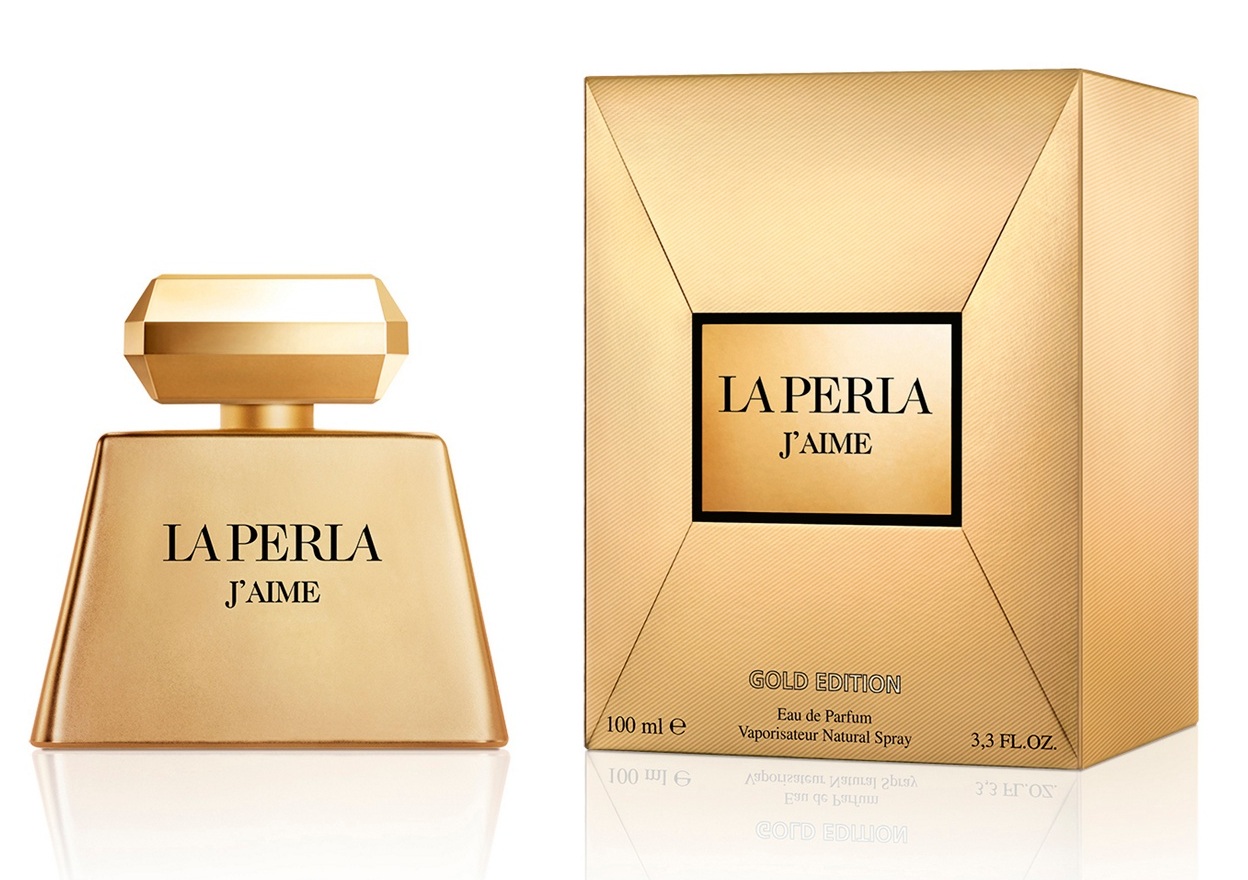 LA PERLA
J'AIME
LA PERLA
J'AIME
GOLD EDITION
100 ml ℮
Eau de Parfum
Vaporisateur Natural Spray
3,3 FL.OZ.